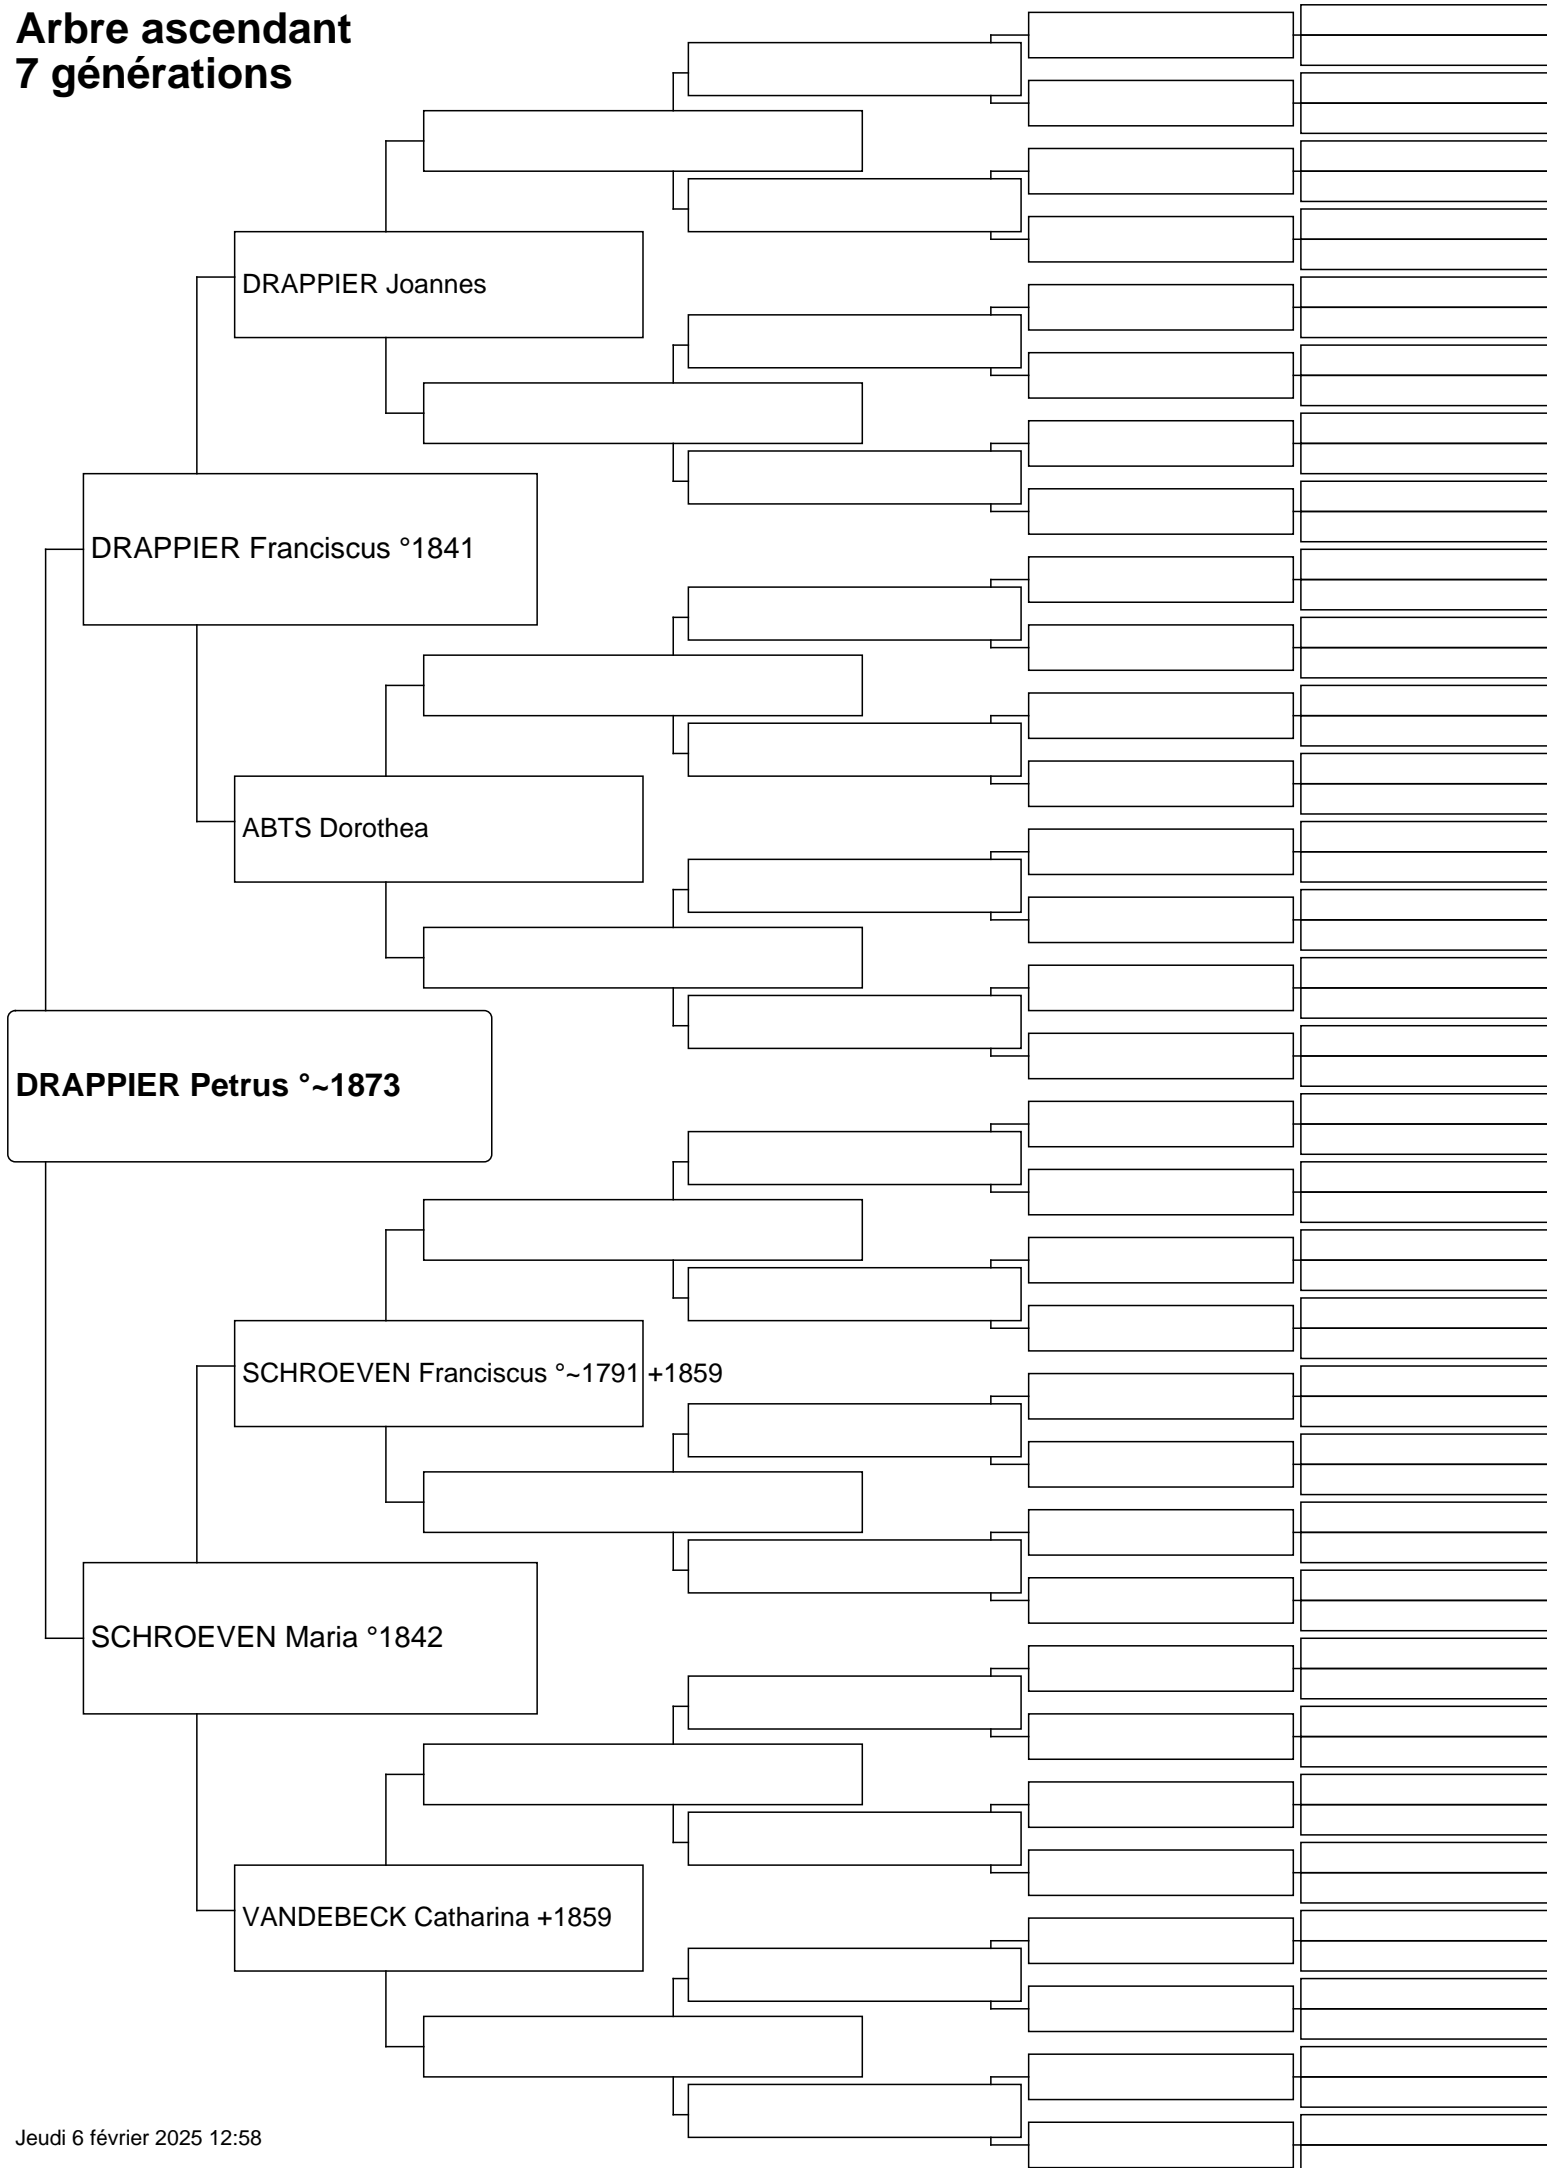 Arbre ascendant
7 générations
DRAPPIER Joannes
DRAPPIER Franciscus °1841
ABTS Dorothea
DRAPPIER Petrus °~1873
SCHROEVEN Franciscus °~1791 +1859
SCHROEVEN Maria °1842
VANDEBECK Catharina +1859
Jeudi 6 février 2025 12:58